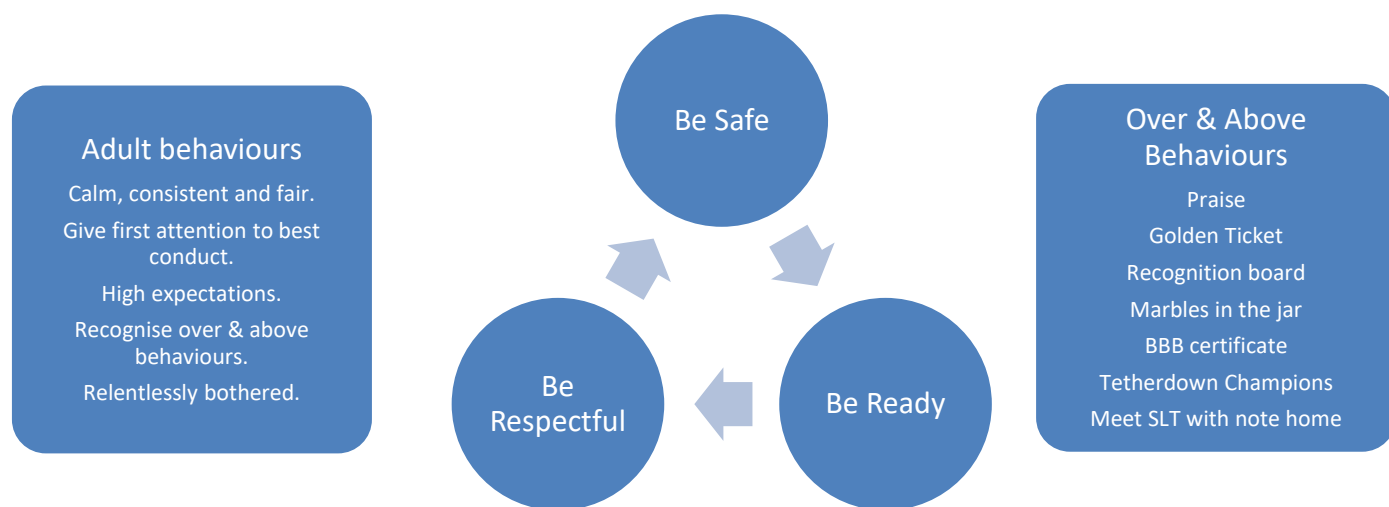 Adult behaviours
Calm, consistent and fair.
Give first attention to best
conduct.
High expectations.
Recognise over & above
behaviours.
Relentlessly bothered.
Be Safe
Be Ready
Be
Respectful
Over & Above
Behaviours
Praise
Golden Ticket
Recognition board
Marbles in the jar
BBB certificate
Tetherdown Champions
Meet SLT with note home